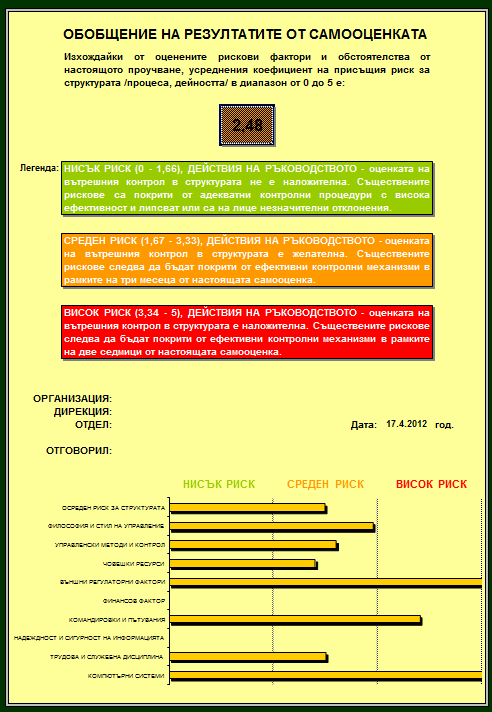 ОБОБЩЕНИЕ НА РЕЗУЛТАТИТЕ ОТ САМООЦЕНКАТА
Изхождайки от оценените рискови фактори и обстоятелства от
настоящото проучване, усреднения коефициент на присъщия риск за
структурата /процеса, дейността/ в диапазон от 0 до 5 е:
2,48
Легенда:
НИСЪК РИСК (0 - 1,66), ДЕЙСТВИЯ НА РЪКОВОДСТВОТО - оценката на
вътрешния контрол в структурата не е наложителна. Съществените
рискове са покрити от адекватни контролни процедури с висока
ефективност и липсват или са на лице незначителни отклонения.
СРЕДЕН РИСК (1,67 - 3,33), ДЕЙСТВИЯ НА РЪКОВОДСТВОТО - оценката
на вътрешния контрол в структурата е желателна. Съществените
рискове следва да бъдат покрити от ефективни контролни механизми в
рамките на три месеца от настоящата самооценка.
ВИСОК РИСК (3,34 - 5), ДЕЙСТВИЯ НА РЪКОВОДСТВОТО - оценката на
вътрешния контрол в структурата е наложителна. Съществените рискове
следва да бъдат покрити от ефективни контролни механизми в рамките
на две седмици от настоящата самооценка.
ОРГАНИЗАЦИЯ:
ДИРЕКЦИЯ:
ОТДЕЛ:
Дата: 17.4.2012 год.
ОТГОВОРИЛ:
НИСЪК РИСК СРЕДЕН РИСК ВИСОК РИСК
ОСРЕДЕН РИСК ЗА СТРУКТУРАТА
ФИЛОСОФИЯ И СТИЛ НА УПРАВЛЕНИЕ
УПРАВЛЕНСКИ МЕТОДИ И КОНТРОЛ
ЧОВЕШКИ РЕСУРСИ
ВЪНШНИ РЕГУЛАТОРНИ ФАКТОРИ
ФИНАНСОВ ФАКТОР
КОМАНДИРОВКИ И ПЪТУВАНИЯ
НАДЕЖДНОСТ И СИГУРНОСТ НА ИНФОРМАЦИЯТА
ТРУДОВА И СЛУЖЕБНА ДИСЦИПЛИНА
КОМПЮТЪРНИ СИСТЕМИ